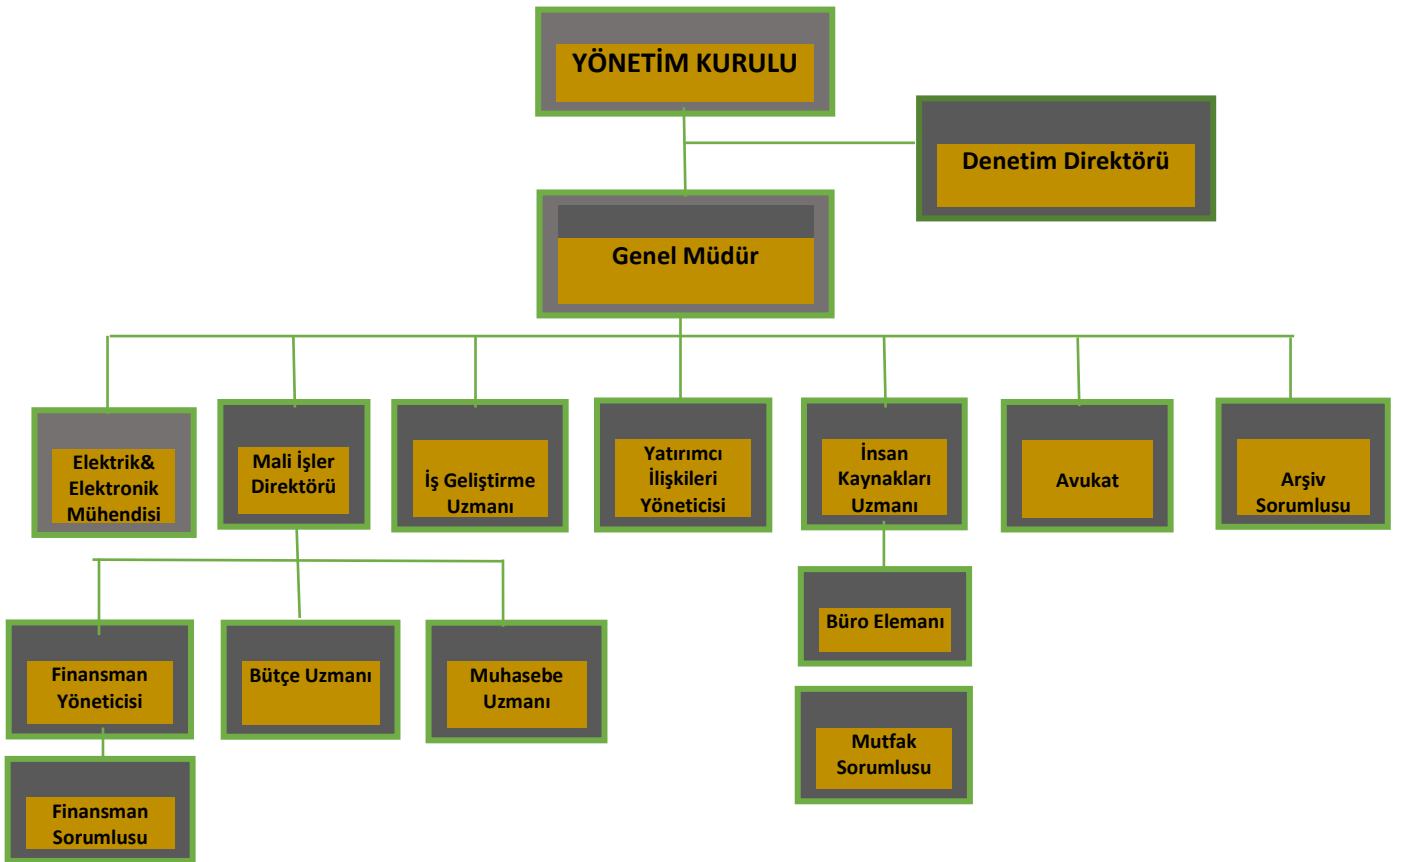 YÖNETİM KURULU
Denetim Direktörü
Genel Müdür
Elektrik&
Elektronik
Mühendisi
Mali İşler
Direktörü
İş Geliştirme
Uzmanı
Yatırımcı
İlişkileri
Yöneticisi
İnsan
Kaynakları
Uzmanı
Avukat
Arşiv
Sorumlusu
Büro Elemanı
Finansman
Yöneticisi
Bütçe Uzmanı
Muhasebe
Uzmanı
Mutfak
Sorumlusu
Finansman
Sorumlusu